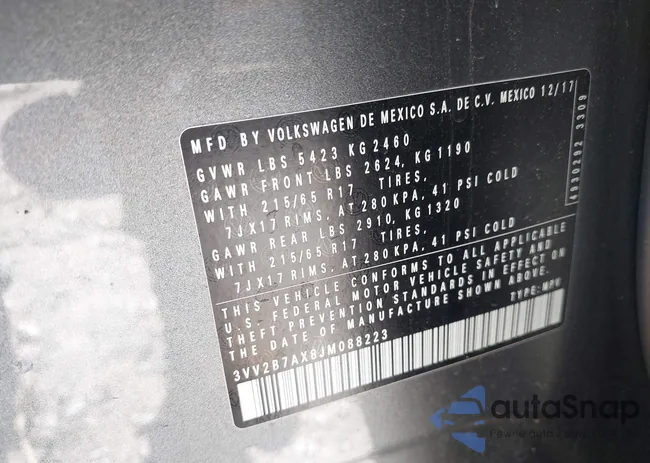 MFD BY VOLKSWAGEN DE MEXICO S.A. DE C.V. MEXICO 12/17
GVWR LBS 5423 KG 2460
GAWR FRONT LBS 2624, KG 1190
WITH 215/65 R17 TIRES,
7JX17 RIMS, AT 280 KPA, 41 PSI COLD
GAWR REAR LBS 2910, KG 1320
WITH 215/65 R17 TIRES,
7JX17 RIMS, AT 280 KPA, 41 PSI COLD
THIS VEHICLE CONFORMS TO ALL APPLICABLE
U.S. FEDERAL MOTOR VEHICLE SAFETY AND
THEFT PREVENTION STANDARDS IN EFFECT ON
THE DATE OF MANUFACTURE SHOWN ABOVE.
3VV2B7AX8JM088223 TYPE: MPV
autaSnap